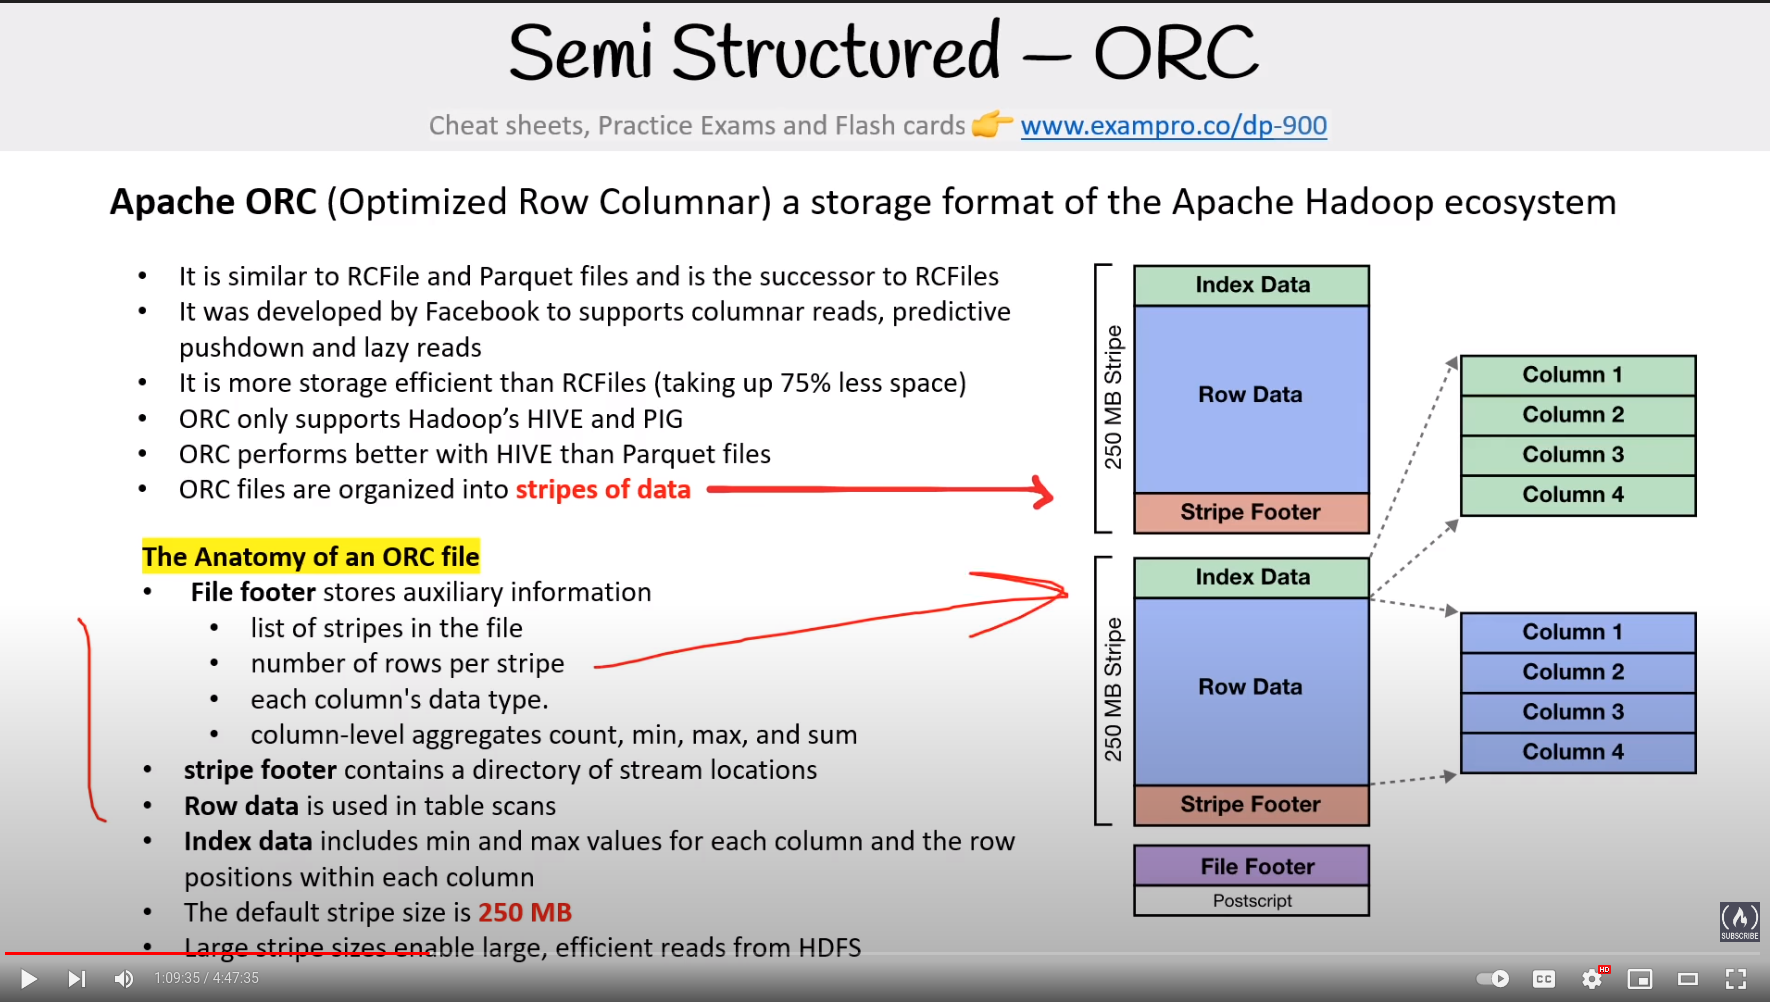 Semi Structured – ORC
Cheat sheets, Practice Exams and Flash cards 👉 www.exampro.co/dp-900
Apache ORC (Optimized Row Columnar) a storage format of the Apache Hadoop ecosystem
• It is similar to RCFile and Parquet files and is the successor to RCFiles
• It was developed by Facebook to supports columnar reads, predictive
pushdown and lazy reads
• It is more storage efficient than RCFiles (taking up 75% less space)
• ORC only supports Hadoop's HIVE and PIG
• ORC performs better with HIVE than Parquet files
• ORC files are organized into stripes of data
The Anatomy of an ORC file
• File footer stores auxiliary information
• list of stripes in the file
• number of rows per stripe
• each column's data type.
• column-level aggregates count, min, max, and sum
• stripe footer contains a directory of stream locations
• Row data is used in table scans
• Index data includes min and max values for each column and the row
positions within each column
• The default stripe size is 250 MB
• Large stripe sizes enable large, efficient reads from HDFS
250 MB Stripe
Index Data
Row Data
Stripe Footer
250 MB Stripe
Index Data
Row Data
Stripe Footer
File Footer
Postscript
Column 1
Column 2
Column 3
Column 4
Column 1
Column 2
Column 3
Column 4
SUBSCRIBE
1:09:35 / 4:47:35
CC
HD